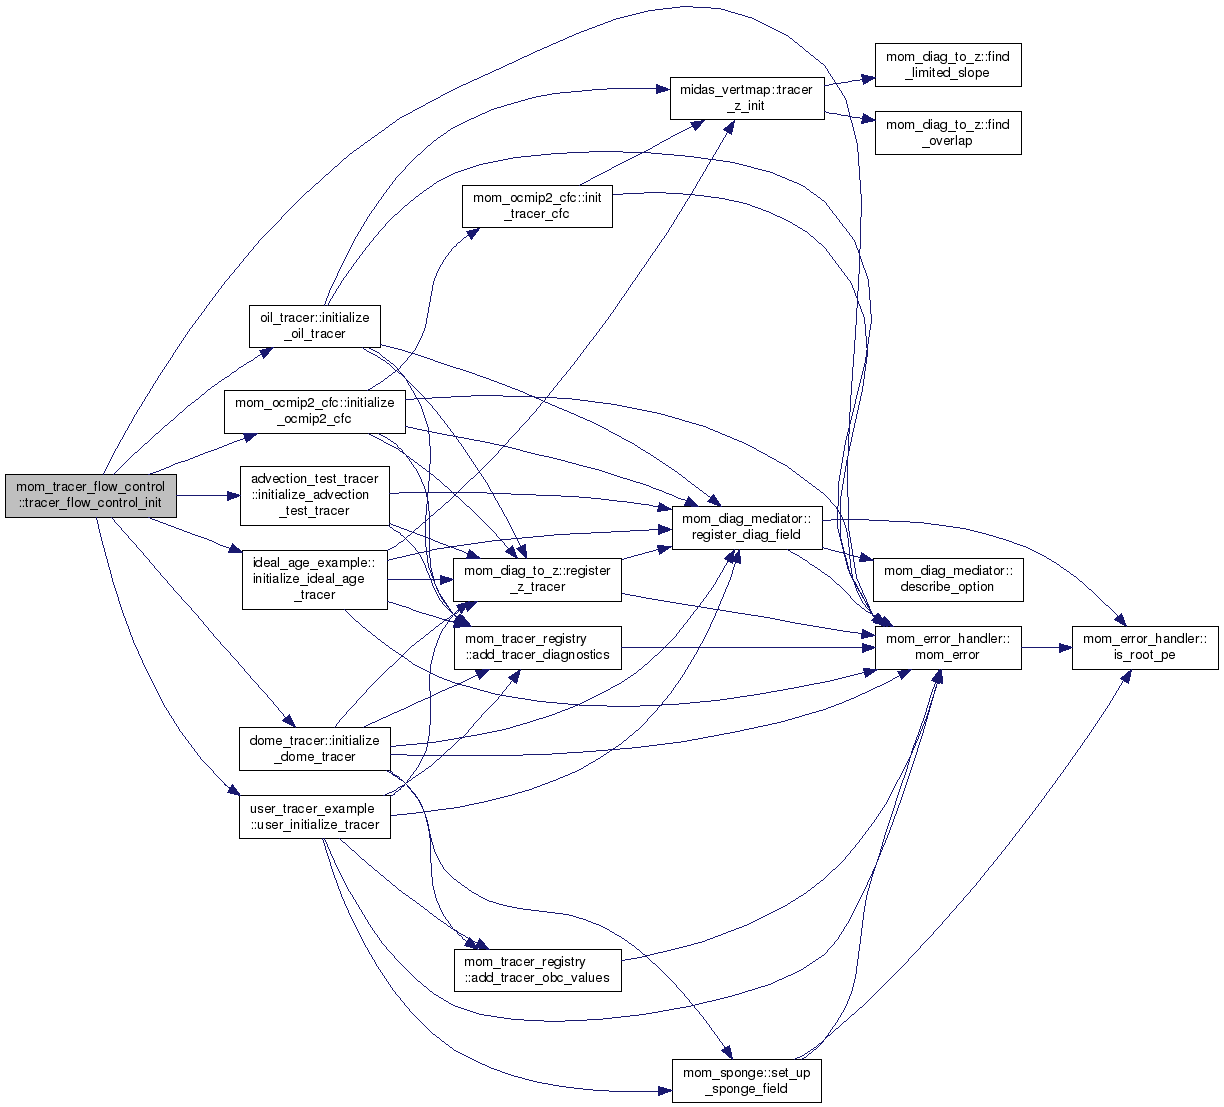 mom_diag_to_z::find
_limited_slope
midas_vertmap::tracer
_z_init
mom_diag_to_z::find
_overlap
mom_ocmip2_cfc::init
_tracer_cfc
oil_tracer::initialize
_oil_tracer
mom_ocmip2_cfc::initialize
_ocmip2_cfc
mom_tracer_flow_control
::tracer_flow_control_init
advection_test_tracer
::initialize_advection
_test_tracer
mom_diag_mediator::
register_diag_field
ideal_age_example::
initialize_ideal_age
_tracer
mom_diag_to_z::register
_z_tracer
mom_diag_mediator::
describe_option
mom_tracer_registry
::add_tracer_diagnostics
mom_error_handler::
mom_error
mom_error_handler::
is_root_pe
dome_tracer::initialize
_dome_tracer
user_tracer_example
::user_initialize_tracer
mom_tracer_registry
::add_tracer_obc_values
mom_sponge::set_up
_sponge_field